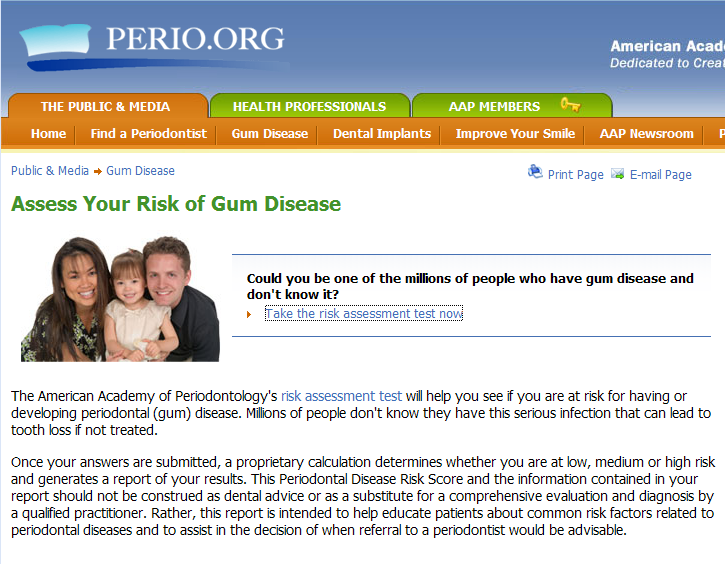 PERIO.ORG
American Acad
Dedicated to Creat
THE PUBLIC & MEDIA HEALTH PROFESSIONALS AAP MEMBERS
Home Find a Periodontist Gum Disease Dental Implants Improve Your Smile AAP Newsroom P
Public & Media Gum Disease Print Page E-mail Page
Assess Your Risk of Gum Disease
Could you be one of the millions of people who have gum disease and
don't know it?
Take the risk assessment test now
The American Academy of Periodontology's risk assessment test will help you see if you are at risk for having or
developing periodontal (gum) disease. Millions of people don't know they have this serious infection that can lead to
tooth loss if not treated.
Once your answers are submitted, a proprietary calculation determines whether you are at low, medium or high risk
and generates a report of your results. This Periodontal Disease Risk Score and the information contained in your
report should not be construed as dental advice or as a substitute for a comprehensive evaluation and diagnosis by
a qualified practitioner. Rather, this report is intended to help educate patients about common risk factors related to
periodontal diseases and to assist in the decision of when referral to a periodontist would be advisable.